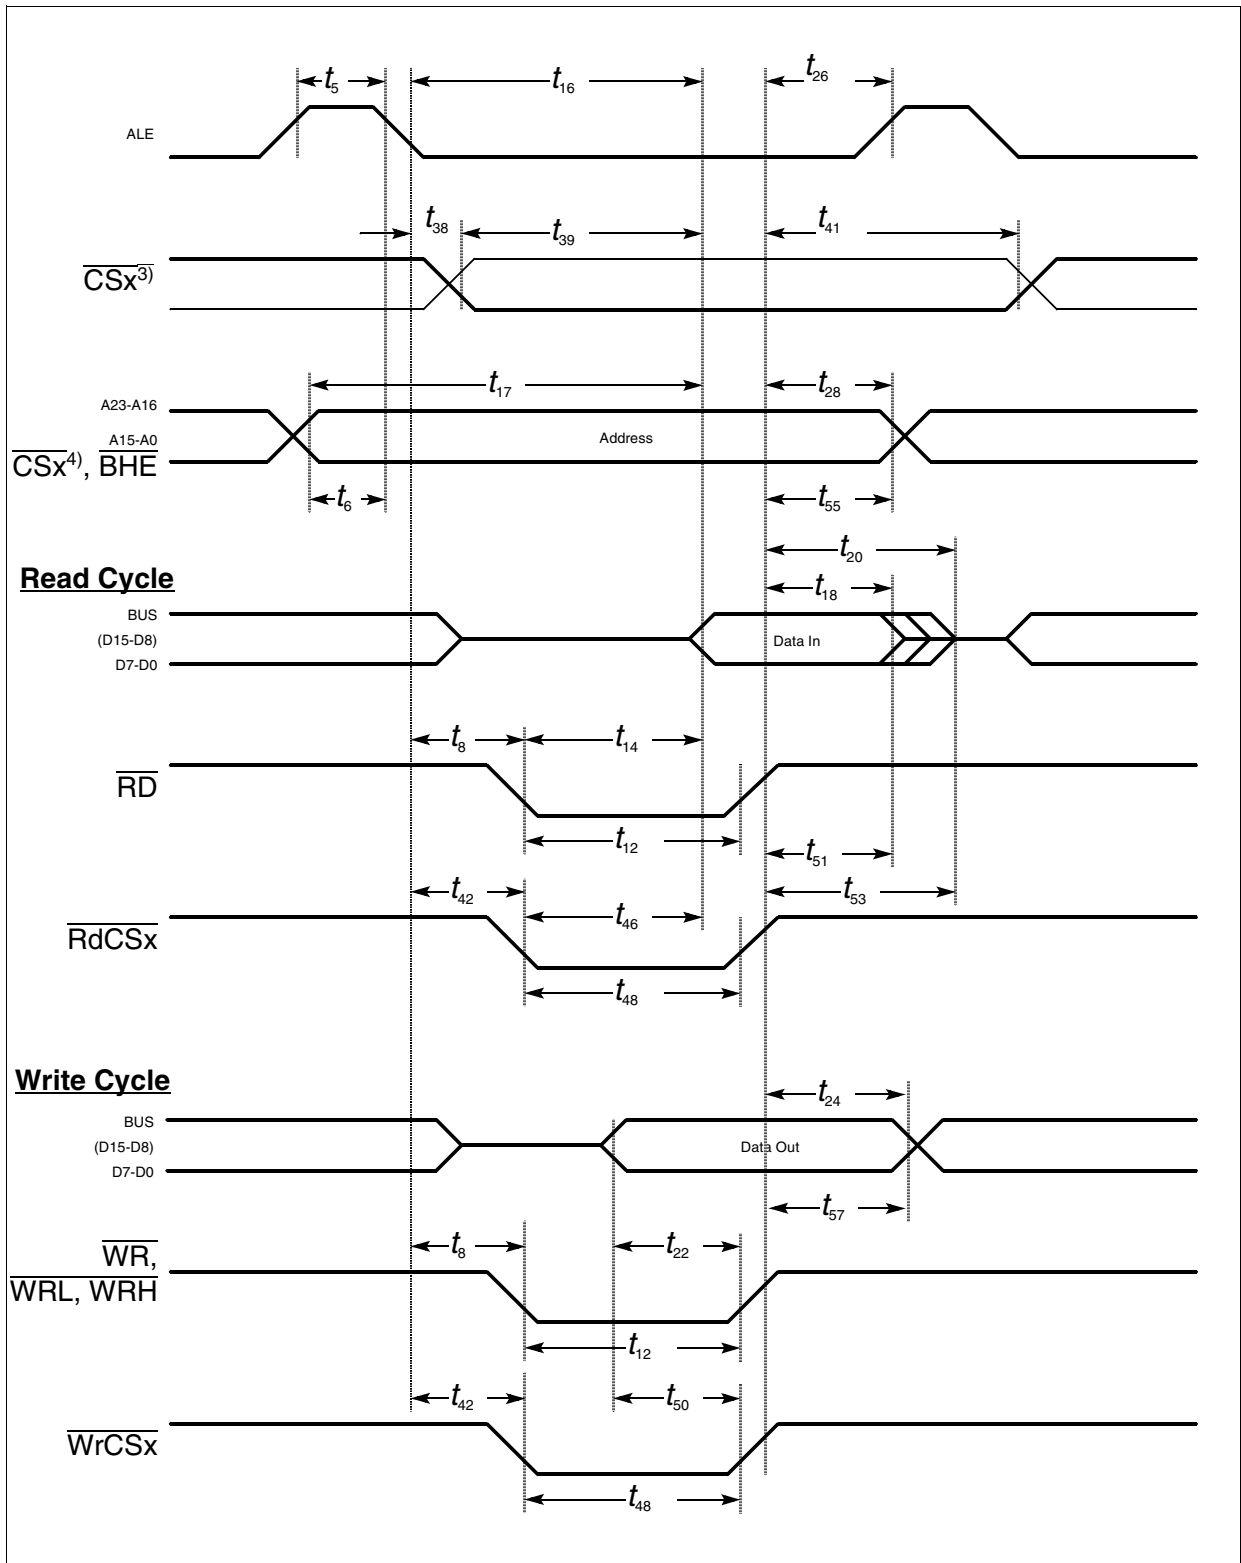 t5
t16
t26
ALE
t38
t39
t41
CSx3)
t17
t28
A23-A16
A15-A0
Address
CSx4), BHE
t6
t55
t20
Read Cycle
t18
BUS
(D15-D8)
Data In
D7-D0
t8
t14
RD
t12
t51
t42
t46
t53
RdCSx
t48
Write Cycle
t24
BUS
(D15-D8)
Data Out
D7-D0
t57
WR,
t8
t22
WRL, WRH
t12
t42
t50
WrCSx
t48